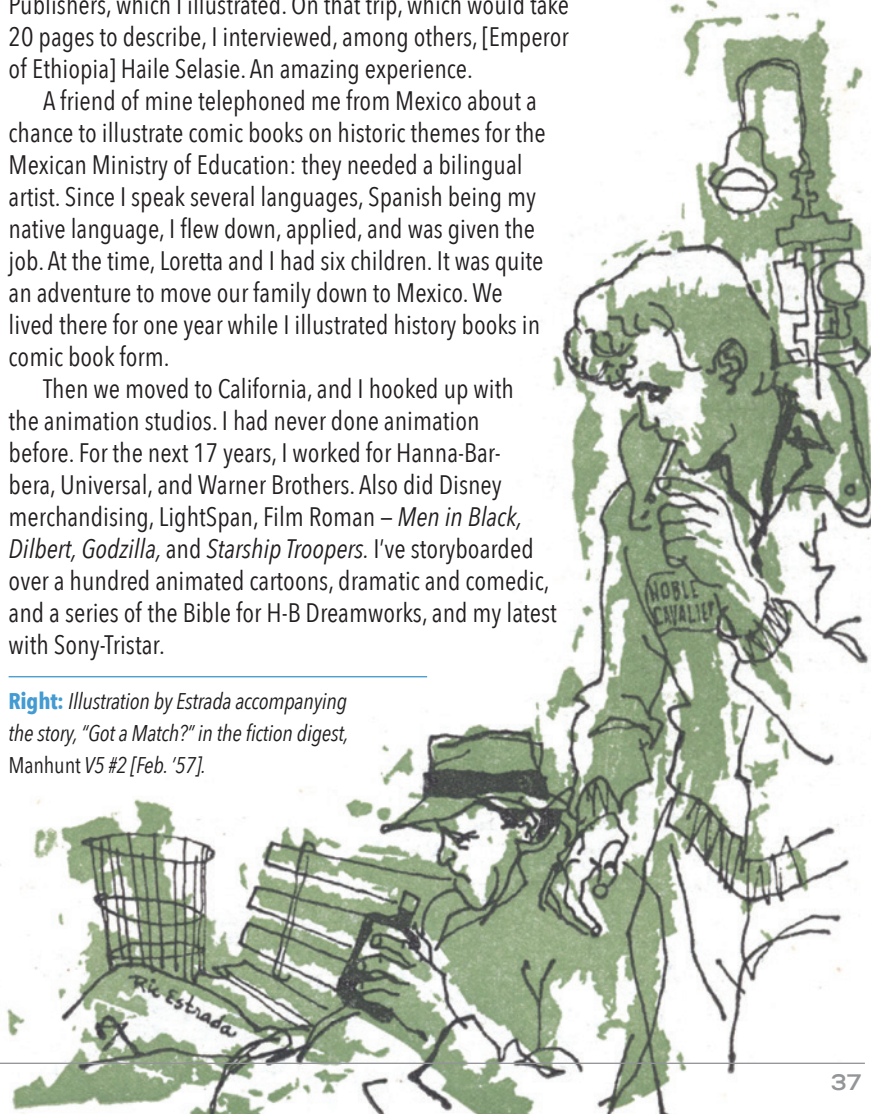 Publishers, which I illustrated. On that trip, which would take
20 pages to describe, I interviewed, among others, [Emperor
of Ethiopia] Haile Selasie. An amazing experience.
A friend of mine telephoned me from Mexico about a
chance to illustrate comic books on historic themes for the
Mexican Ministry of Education: they needed a bilingual
artist. Since I speak several languages, Spanish being my
native language, I flew down, applied, and was given the
job. At the time, Loretta and I had six children. It was quite
an adventure to move our family down to Mexico. We
lived there for one year while I illustrated history books in
comic book form.
Then we moved to California, and I hooked up with
the animation studios. I had never done animation
before. For the next 17 years, I worked for Hanna-Bar-
bera, Universal, and Warner Brothers. Also did Disney
merchandising, LightSpan, Film Roman – Men in Black,
Dilbert, Godzilla, and Starship Troopers. I've storyboarded
over a hundred animated cartoons, dramatic and comedic,
and a series of the Bible for H-B Dreamworks, and my latest
with Sony-Tristar.
Right: Illustration by Estrada accompanying
the story, "Got a Match?" in the fiction digest,
Manhunt V5 #2 [Feb. '57].
NOBLE
CAVALIER
Ric Estrada
37